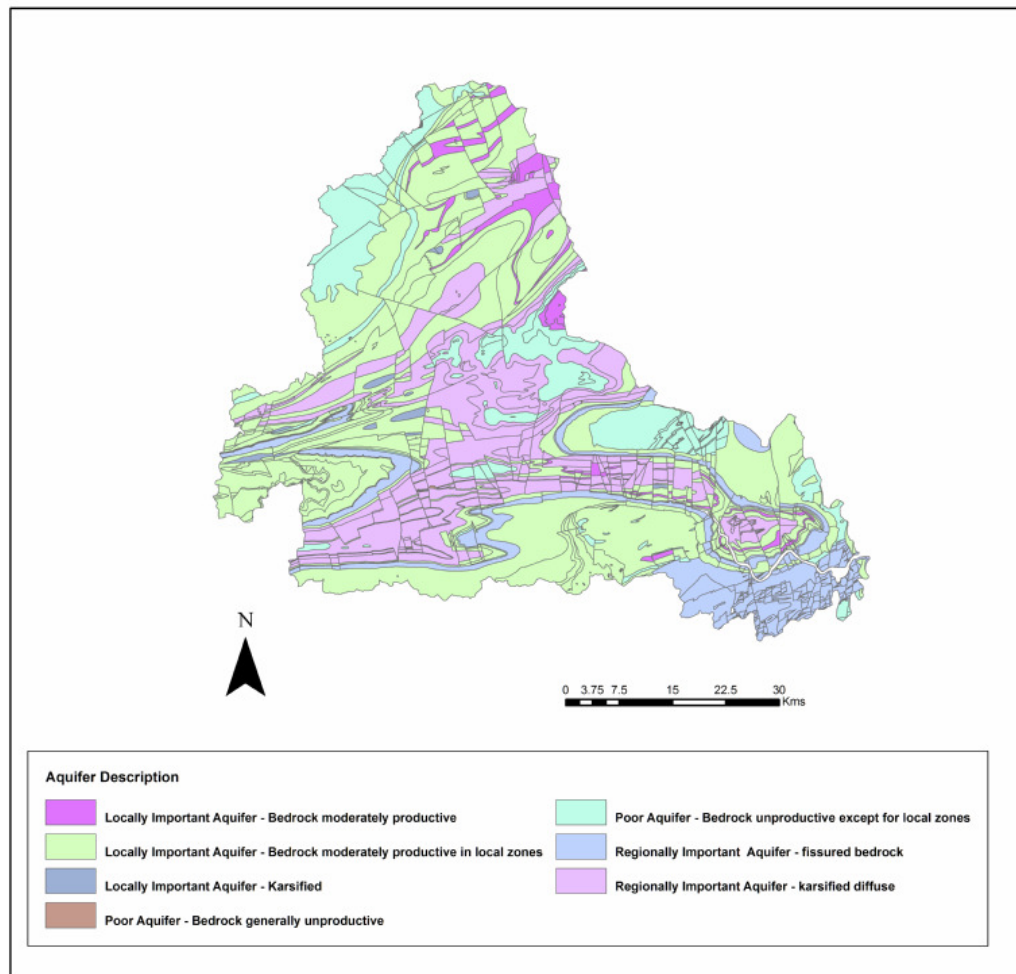 N
0 3.75 7.5 15 22.5 30
Kms
Aquifer Description
Locally Important Aquifer - Bedrock moderately productive
Locally Important Aquifer - Bedrock moderately productive in local zones
Locally Important Aquifer - Karsified
Poor Aquifer - Bedrock generally unproductive
Poor Aquifer - Bedrock unproductive except for local zones
Regionally Important Aquifer - fissured bedrock
Regionally Important Aquifer - karsified diffuse